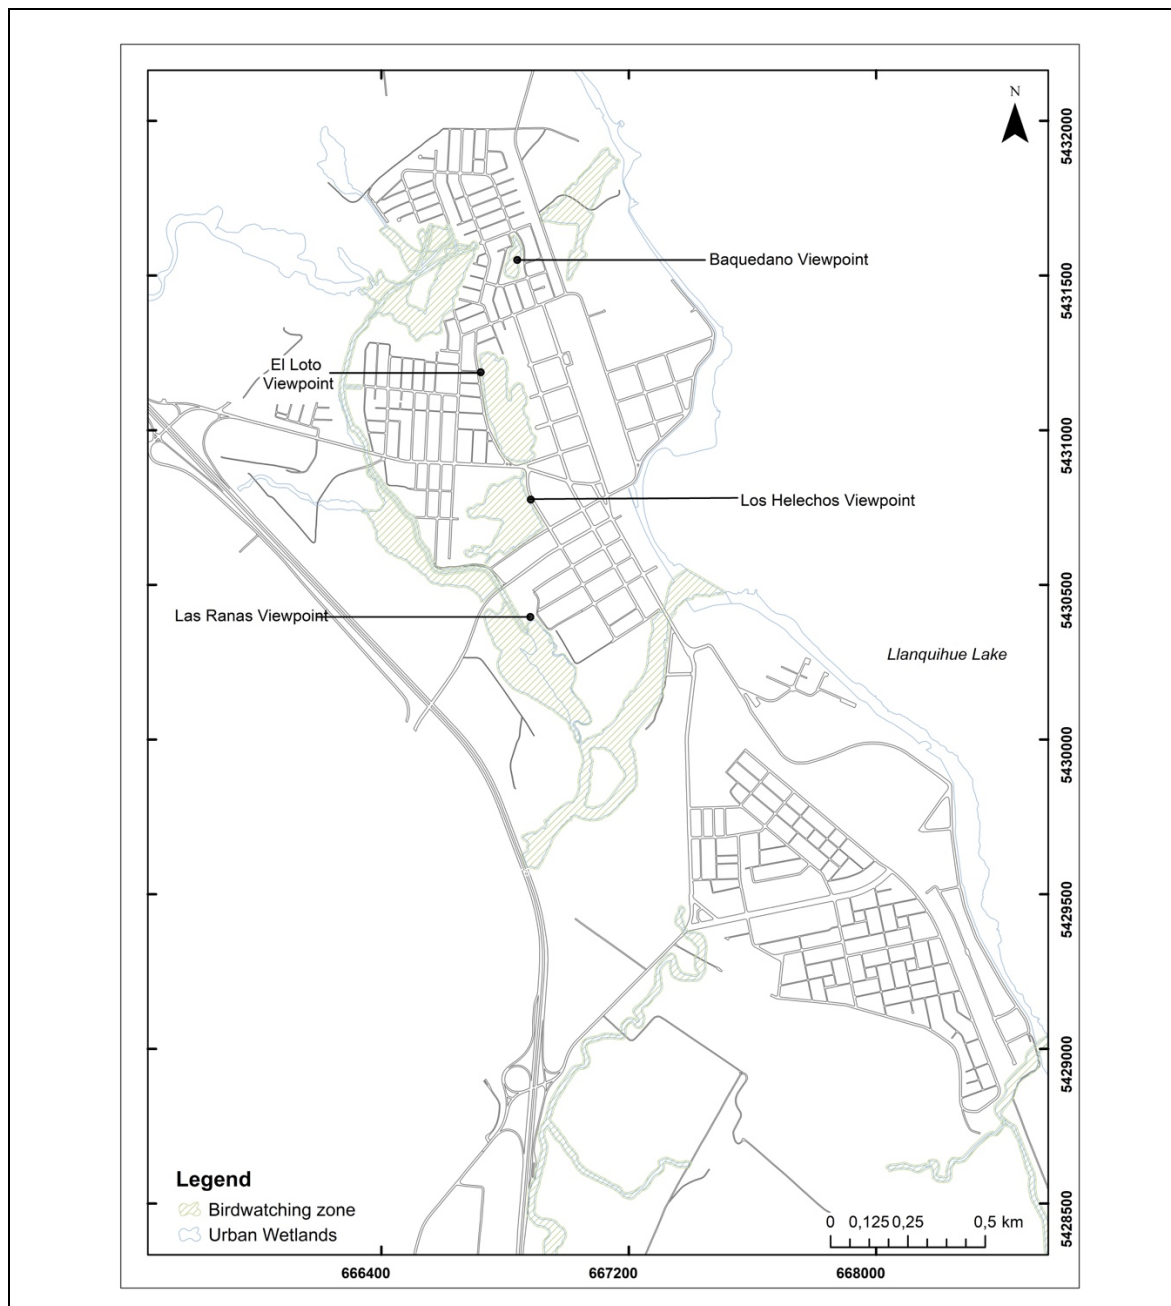 N
5432000
Baquedano Viewpoint
5431500
El Loto
Viewpoint
5431000
Los Helechos Viewpoint
5430500
Las Ranas Viewpoint
Llanquihue Lake
5430000
5429500
5429000
Legend
Birdwatching zone
Urban Wetlands
0 0,125 0,25 0,5 km
5428500
666400 667200 668000